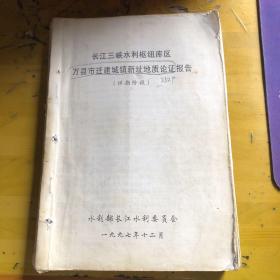 长江三峡水利枢纽库区
万县市迁建城镇新址地质论证报告
(详勘阶段)
水利部长江水利委员会
一九九七年十二月